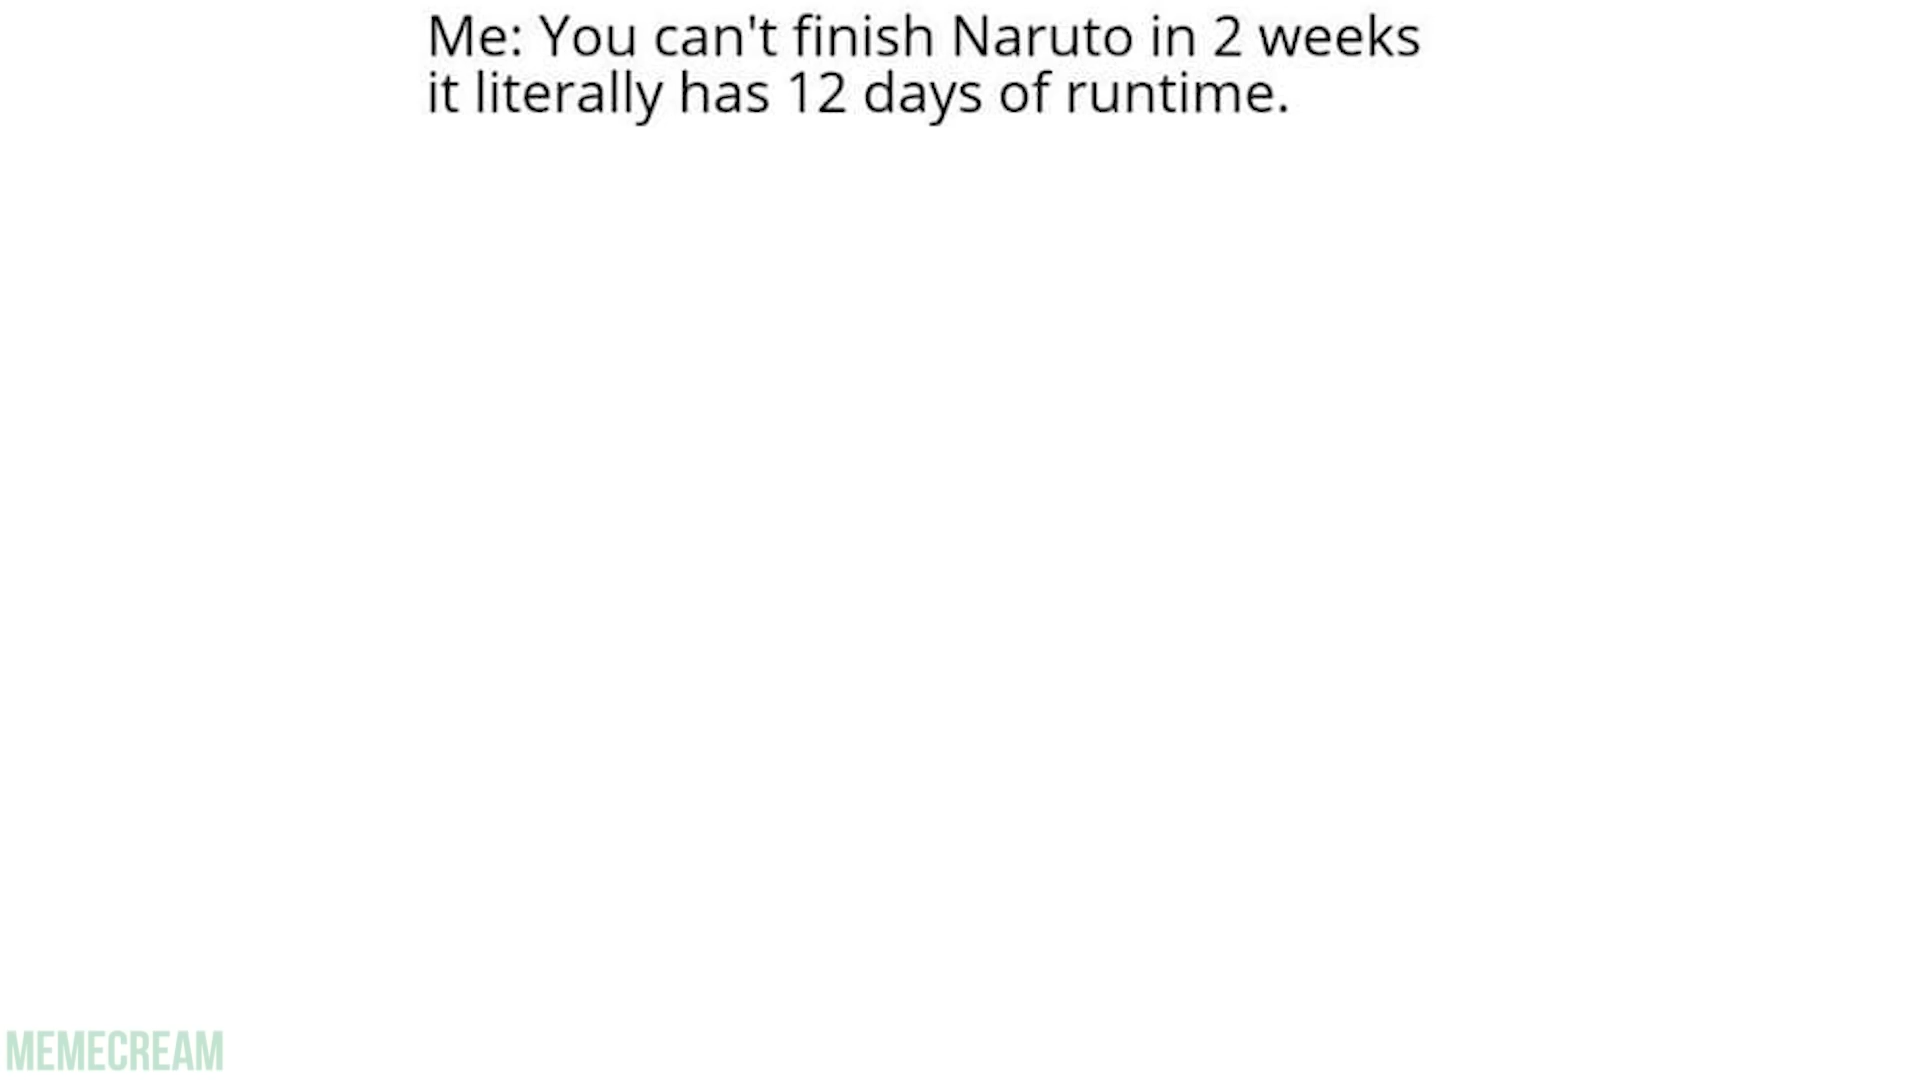 Me: You can't finish Naruto in 2 weeks
it literally has 12 days of runtime.
MEMECREAM